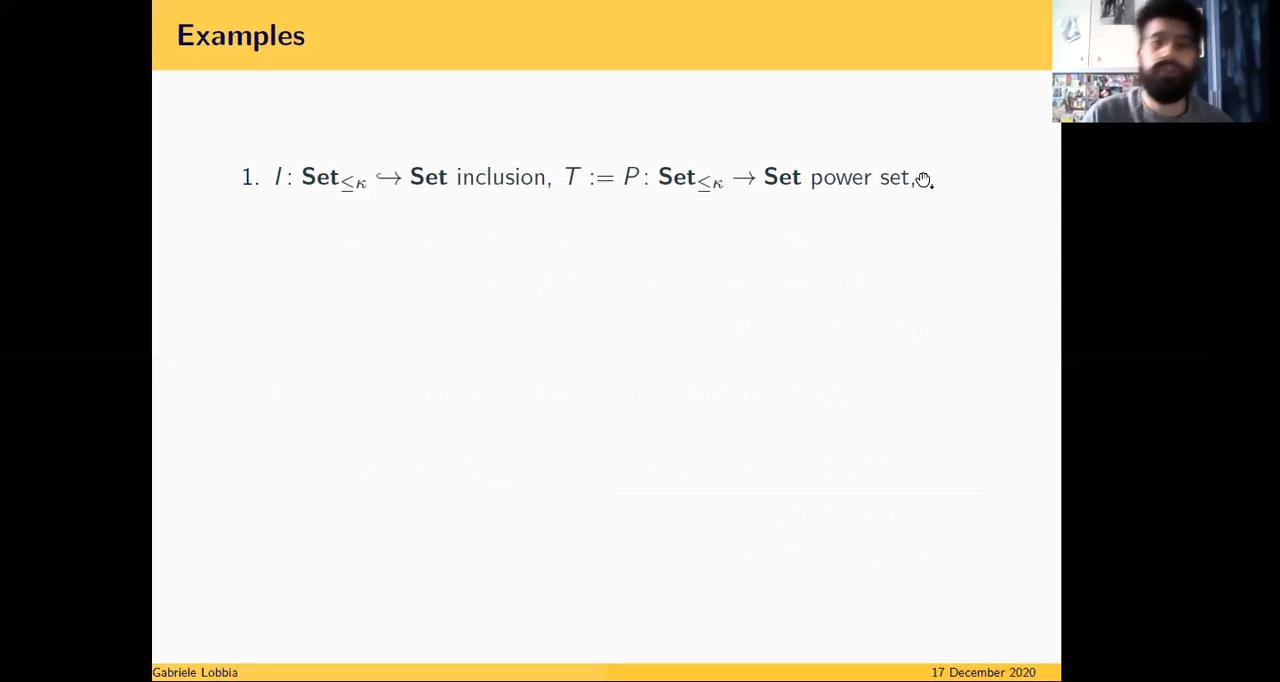 Examples
1. I : Set≤κ ↪ Set inclusion, T := P : Set≤κ → Set power set,
Gabriele Lobbia
17 December 2020